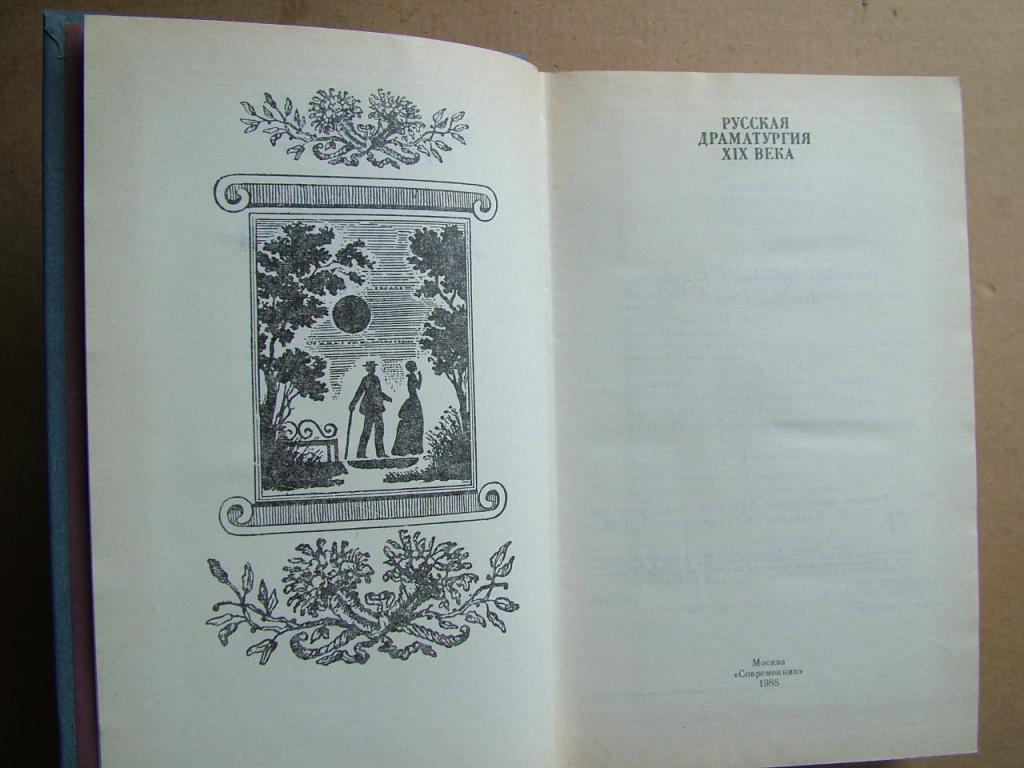 РУССКАЯ
ДРАМАТУРГИЯ
XIX ВЕКА
Москва
«Современник»
1988